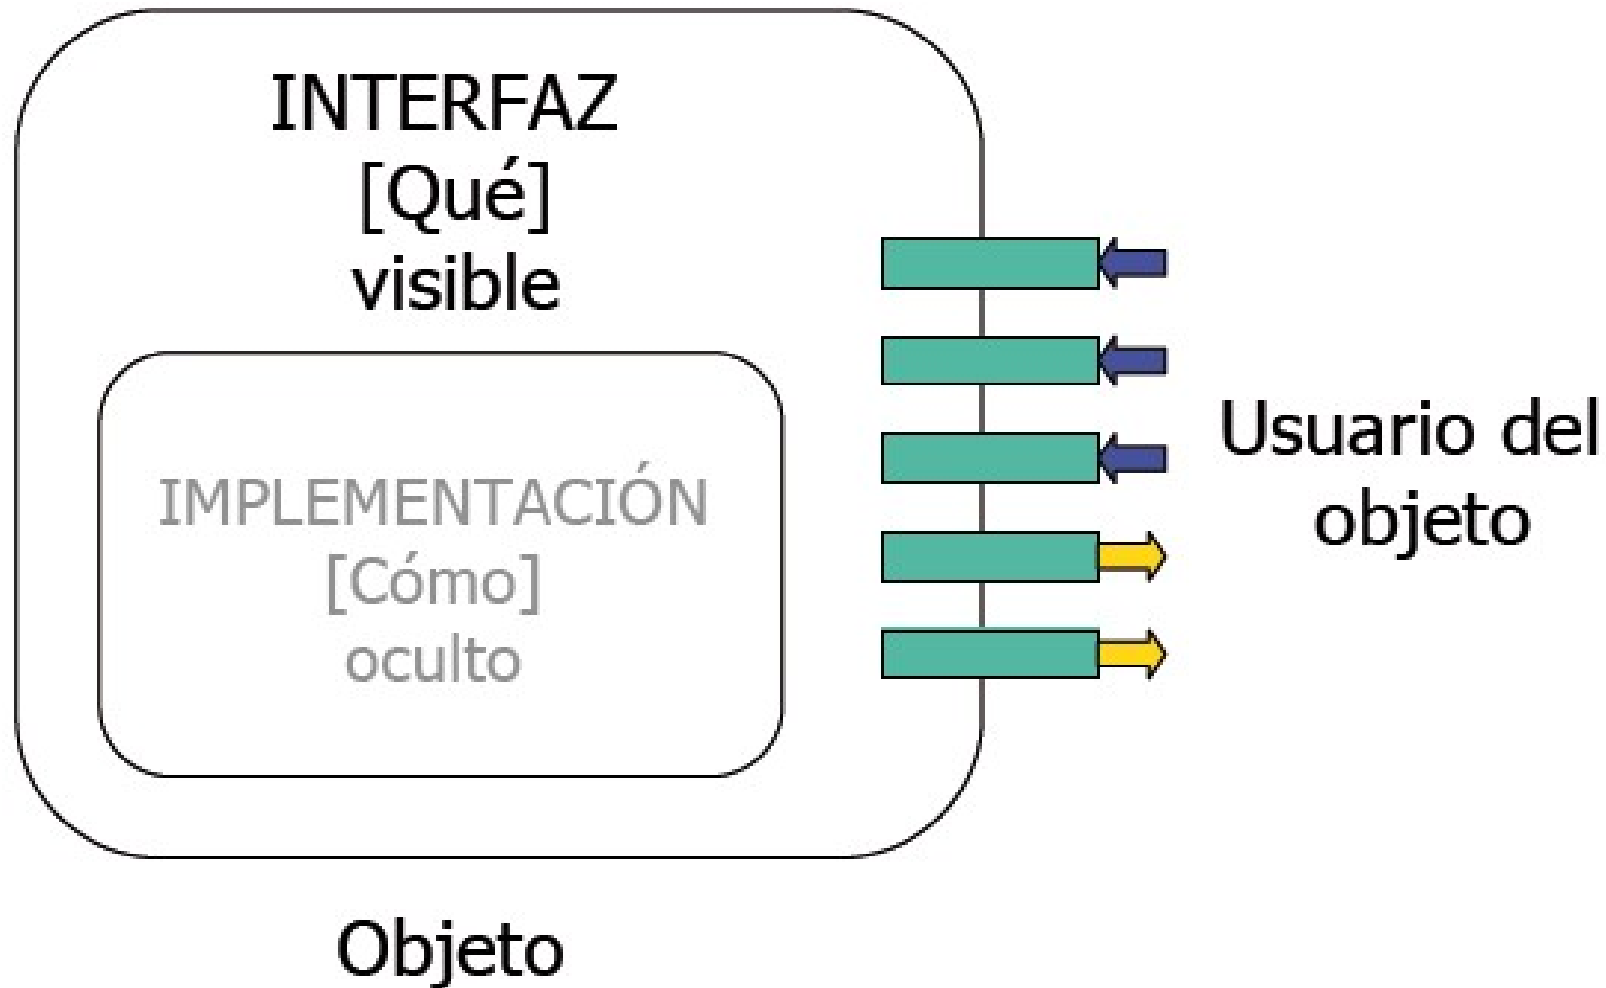 INTERFAZ
[Qué]
visible
IMPLEMENTACIÓN
[Cómo]
oculto
Usuario del
objeto
Objeto